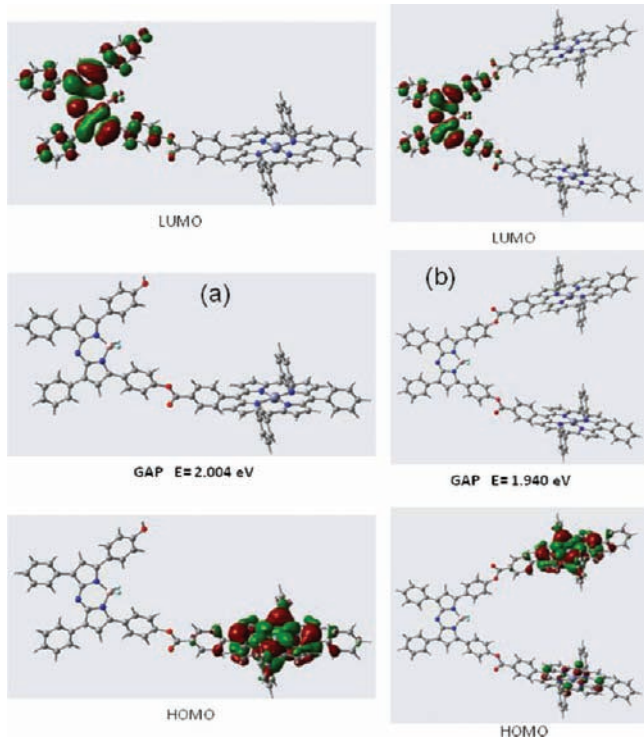 LUMO
LUMO
(a)
(b)
GAP E= 2.004 eV
GAP E= 1.940 eV
HOMO
HOMO